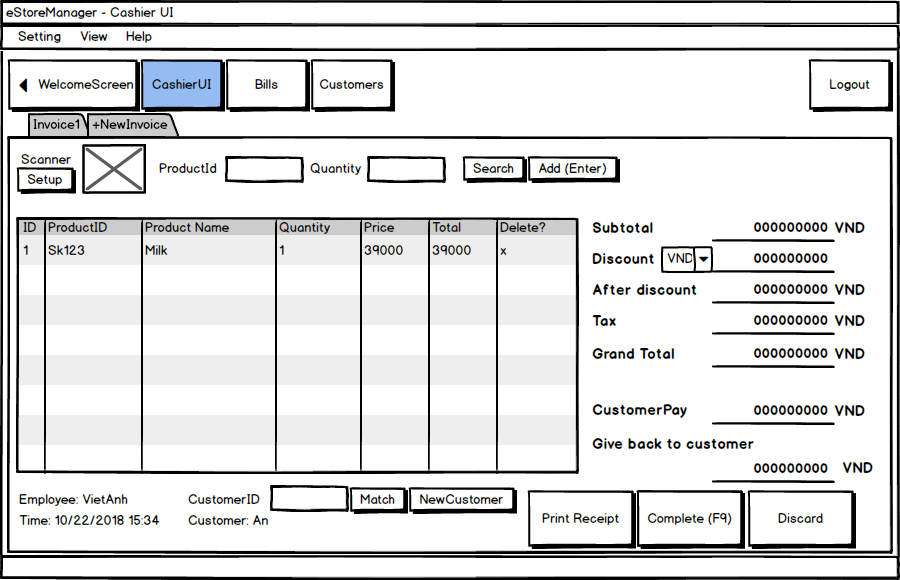 eStoreManager - Cashier UI
Setting View Help
WelcomeScreen CashierUI Bills Customers Logout
Invoice1 +NewInvoice
Scanner
Setup
ProductId Quantity Search Add (Enter)
ID ProductID Product Name Quantity Price Total Delete?
1 Sk123 Milk 1 39000 39000 x
Subtotal 000000000 VND
Discount VND 000000000
After discount 000000000 VND
Tax 000000000 VND
Grand Total 000000000 VND
CustomerPay 000000000 VND
Give back to customer
000000000 VND
Employee: VietAnh CustomerID Match NewCustomer
Time: 10/22/2018 15:34 Customer: An
Print Receipt Complete (F9) Discard